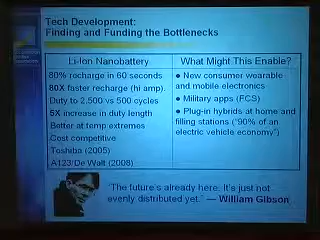 Tech Development:
Finding and Funding the Bottlenecks
Li-Ion Nanobattery
80% recharge in 60 seconds
80X faster recharge (hi amp).
Duty to 2,500 vs 500 cycles
5X increase in duty length
Better at temp extremes
Cost competitive
Toshiba (2005)
A123/De Walt (2008)
What Might This Enable?
● New consumer wearable
and mobile electronics
● Military apps (FCS)
● Plug-in hybrids at home and
filling stations ("90% of an
electric vehicle economy")
"The future's already here. It's just not
evenly distributed yet." — William Gibson